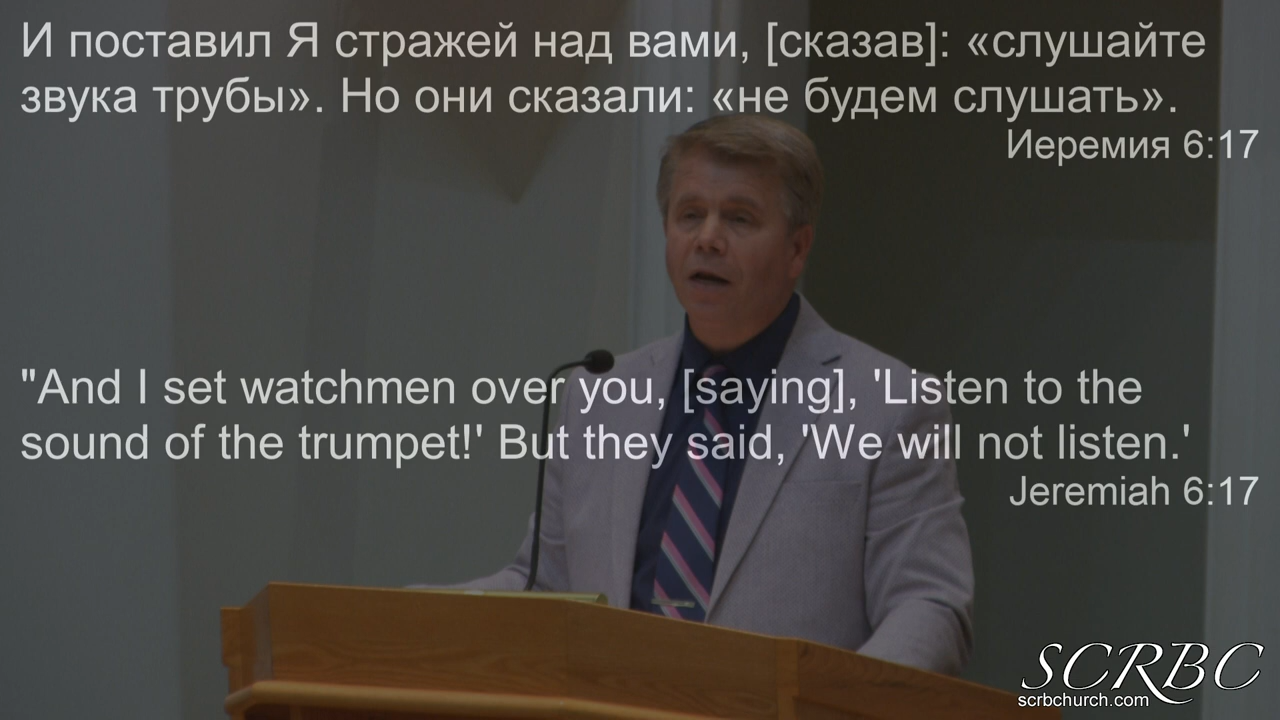 И поставил Я стражей над вами, [сказав]: «слушайте
звука трубы». Но они сказали: «не будем слушать».
Иеремия 6:17
"And I set watchmen over you, [saying], 'Listen to the
sound of the trumpet!' But they said, 'We will not listen.'
Jeremiah 6:17
SCRBC
scrbchurch.com